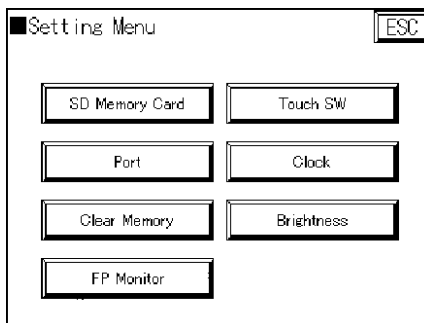 ■Setting Menu ESC
SD Memory Card Touch SW
Port Clock
Clear Memory Brightness
FP Monitor